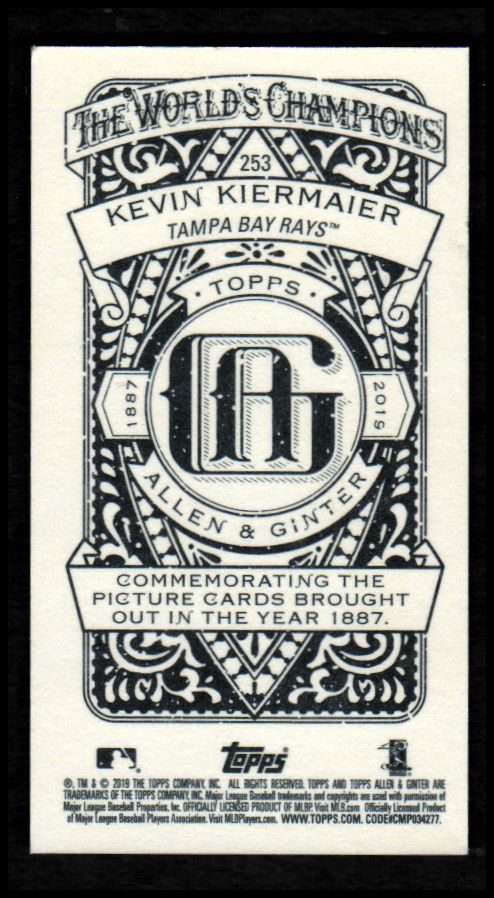 THE WORLD'S CHAMPIONS
253
KEVIN KIERMAIER
TAMPA BAY RAYS™
· TOPPS ·
1887
AG
2019
ALLEN & GINTER
COMMEMORATING THE
PICTURE CARDS BROUGHT
OUT IN THE YEAR 1887.
Topps
®, TM & © 2019 THE TOPPS COMPANY, INC. ALL RIGHTS RESERVED. TOPPS AND TOPPS ALLEN & GINTER ARE
TRADEMARKS OF THE TOPPS COMPANY, INC. Major League Baseball trademarks and copyrights are used with permission of
Major League Baseball Properties, Inc. OFFICIALLY LICENSED PRODUCT OF MLBP. Visit MLB.com Officially Licensed Product
of Major League Baseball Players Association. Visit MLBPlayers.com. WWW.TOPPS.COM. CODE#CMP034277.